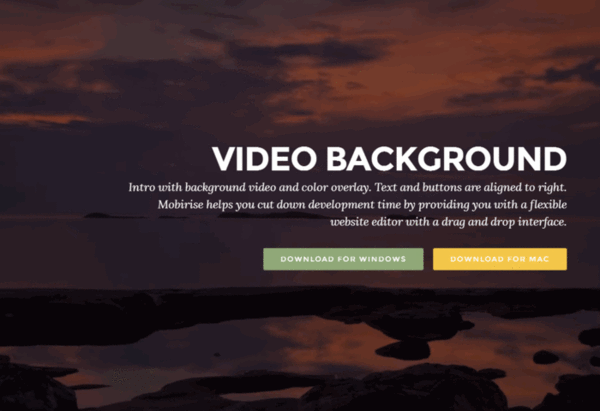 VIDEO BACKGROUND
Intro with background video and color overlay. Text and buttons are aligned to right.
Mobirise helps you cut down development time by providing you with a flexible
website editor with a drag and drop interface.
DOWNLOAD FOR WINDOWS
DOWNLOAD FOR MAC